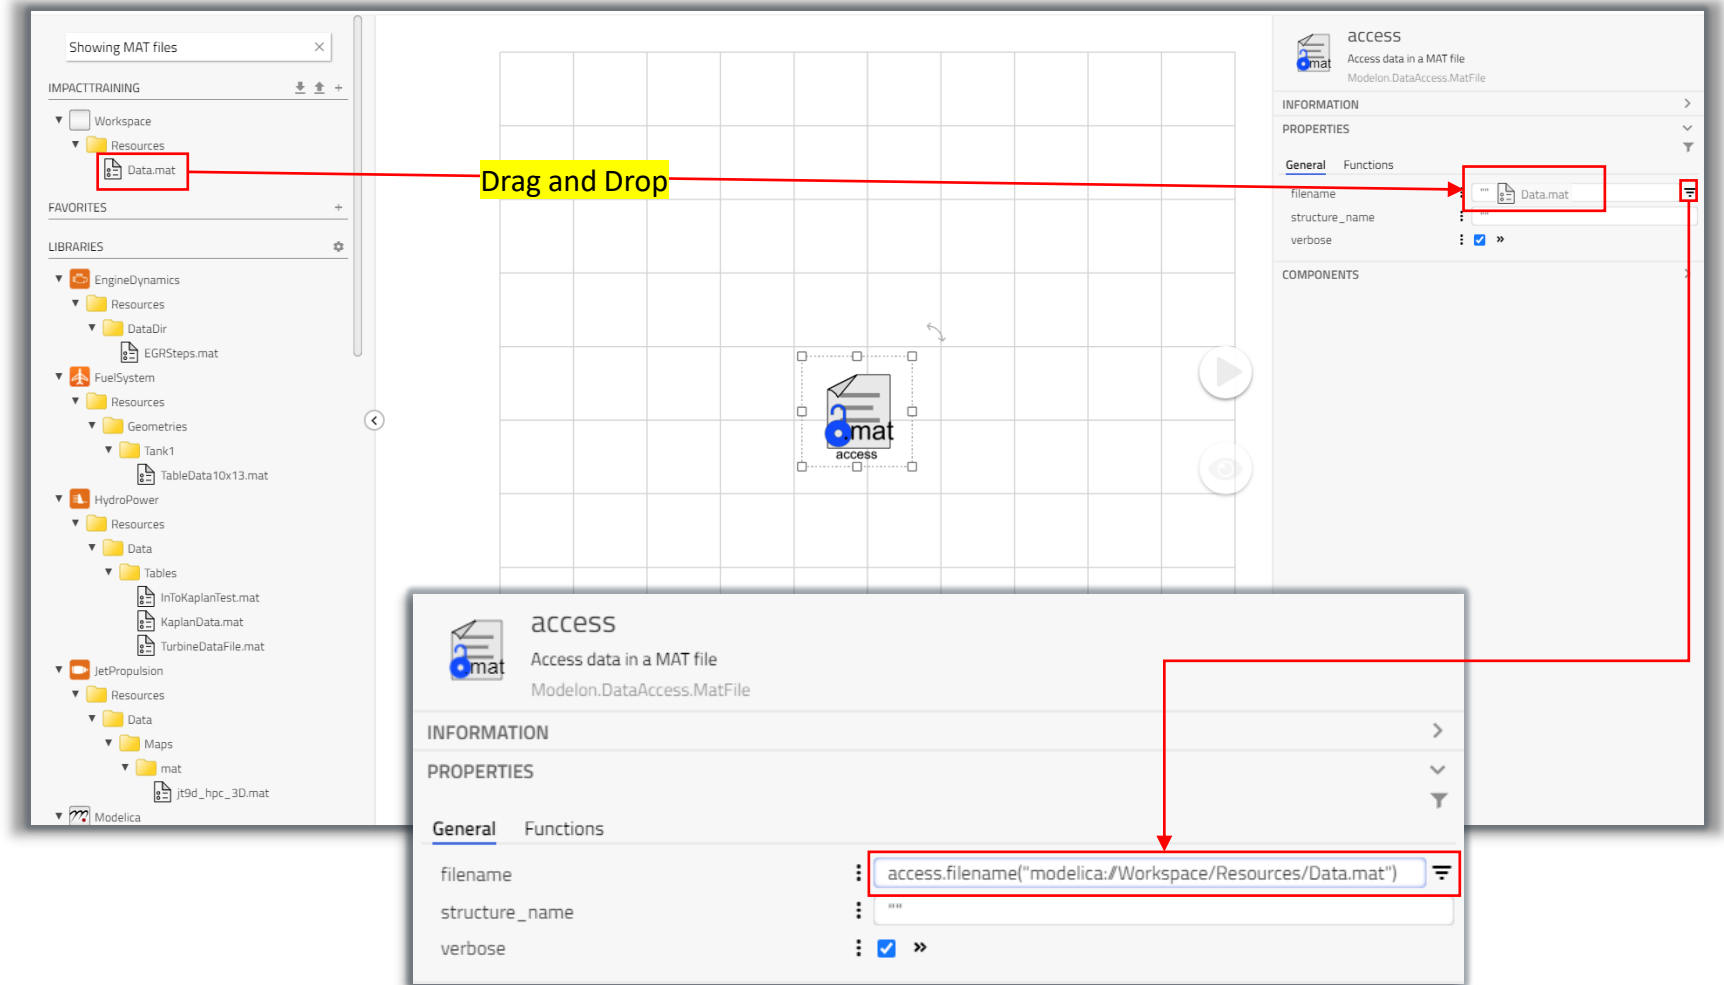 Showing MAT files
IMPACTTRAINING
Workspace
Resources
Data.mat
FAVORITES
LIBRARIES
EngineDynamics
Resources
DataDir
EGRSteps.mat
FuelSystem
Resources
Geometries
Tank1
TableData10x13.mat
HydroPower
Resources
Data
Tables
InToKaplanTest.mat
KaplanData.mat
TurbineDataFile.mat
JetPropulsion
Resources
Data
Maps
mat
jt9d_hpc_3D.mat
Modelica
Drag and Drop
.mat
access
mat
access
Access data in a MAT file
Modelon.DataAccess.MatFile
INFORMATION
PROPERTIES
General Functions
filename "" Data.mat
structure_name ""
verbose
COMPONENTS
mat
access
Access data in a MAT file
Modelon.DataAccess.MatFile
INFORMATION
PROPERTIES
General Functions
filename access.filename("modelica://Workspace/Resources/Data.mat")
structure_name ""
verbose